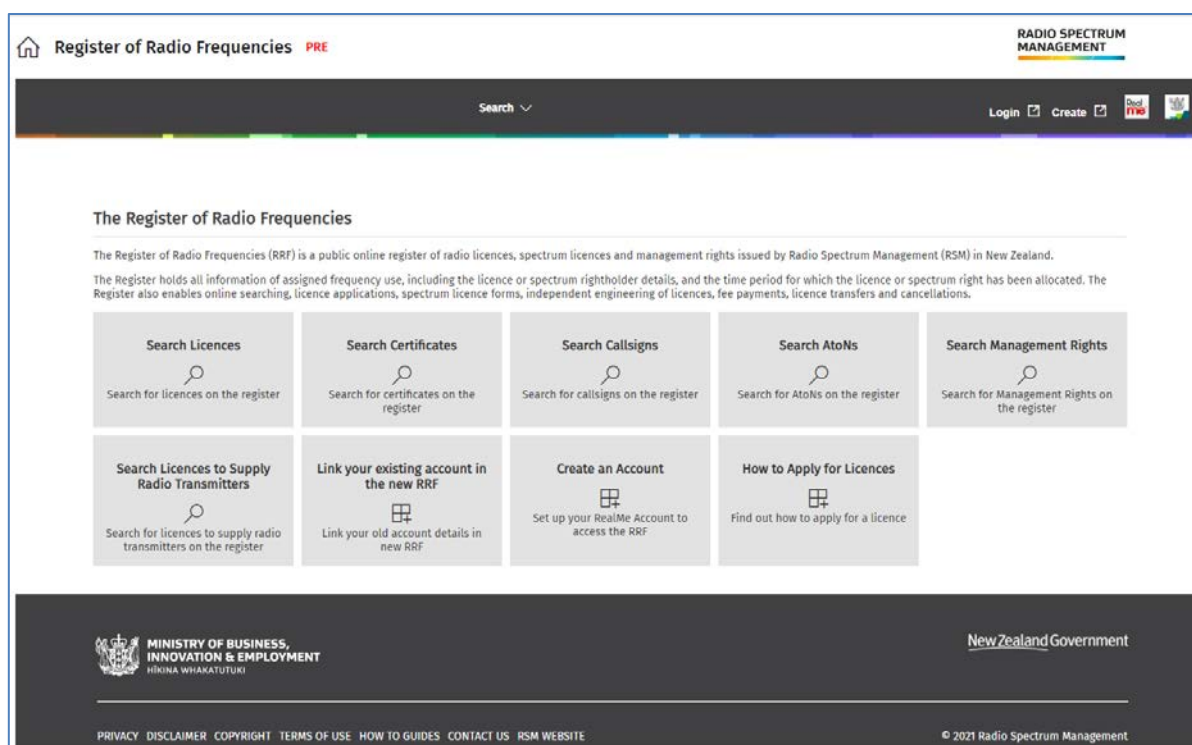 Register of Radio Frequencies PRE
RADIO SPECTRUM
MANAGEMENT
Search
Login Create Real me
The Register of Radio Frequencies
The Register of Radio Frequencies (RRF) is a public online register of radio licences, spectrum licences and management rights issued by Radio Spectrum Management (RSM) in New Zealand.
The Register holds all information of assigned frequency use, including the licence or spectrum rightholder details, and the time period for which the licence or spectrum right has been allocated. The
Register also enables online searching, licence applications, spectrum licence forms, independent engineering of licences, fee payments, licence transfers and cancellations.
Search Licences
Search for licences on the register
Search Certificates
Search for certificates on the
register
Search Callsigns
Search for callsigns on the register
Search AtoNs
Search for AtoNs on the register
Search Management Rights
Search for Management Rights on
the register
Search Licences to Supply
Radio Transmitters
Search for licences to supply radio
transmitters on the register
Link your existing account in
the new RRF
Link your old account details in
new RRF
Create an Account
Set up your RealMe Account to
access the RRF
How to Apply for Licences
Find out how to apply for a licence
MINISTRY OF BUSINESS,
INNOVATION & EMPLOYMENT
HĪKINA WHAKATUTUKI
New Zealand Government
PRIVACY DISCLAIMER COPYRIGHT TERMS OF USE HOW TO GUIDES CONTACT US RSM WEBSITE
© 2021 Radio Spectrum Management